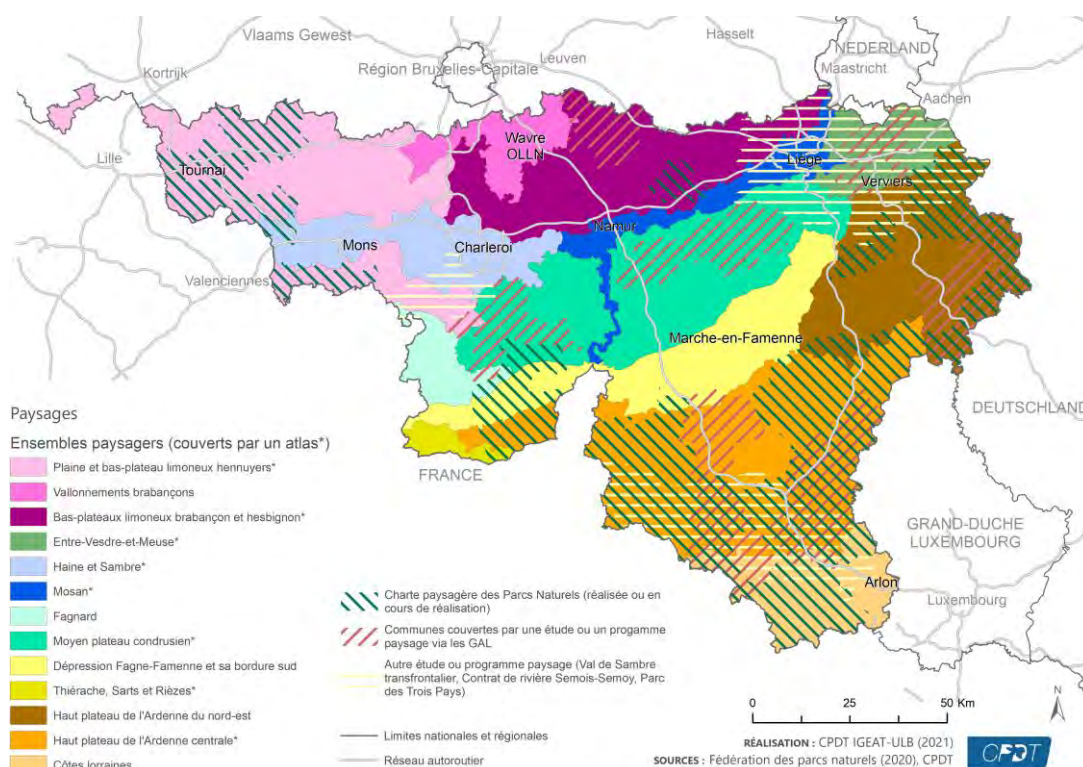 Vlaams Gewest
Hasselt
NEDERLAND
Leuven
Kortrijk
Région Bruxelles-Capitale
Maastricht
Aachen
Wavre
OLLN
Lille
Tournai
Liège
Verviers
Namur
Mons
Charleroi
Valenciennes
Marche-en-Famenne
DEUTSCHLAND
FRANCE
GRAND-DUCHE
LUXEMBOURG
Arlon
Luxembourg
Paysages
Ensembles paysagers (couverts par un atlas*)
Plaine et bas-plateau limoneux hennuyers*
Vallonnements brabançons
Bas-plateaux limoneux brabançon et hesbignon*
Entre-Vesdre-et-Meuse*
Haine et Sambre*
Mosan*
Fagnard
Moyen plateau condrusien*
Dépression Fagne-Famenne et sa bordure sud
Thiérache, Sarts et Rièzes*
Haut plateau de l'Ardenne du nord-est
Haut plateau de l'Ardenne centrale*
Côtes lorraines
Charte paysagère des Parcs Naturels (réalisée ou en
cours de réalisation)
Communes couvertes par une étude ou un progamme
paysage via les GAL
Autre étude ou programme paysage (Val de Sambre
transfrontalier, Contrat de rivière Semois-Semoy, Parc
des Trois Pays)
Limites nationales et régionales
Réseau autoroutier
N
0 25 50 Km
RÉALISATION : CPDT IGEAT-ULB (2021)
SOURCES : Fédération des parcs naturels (2020), CPDT
CPDT